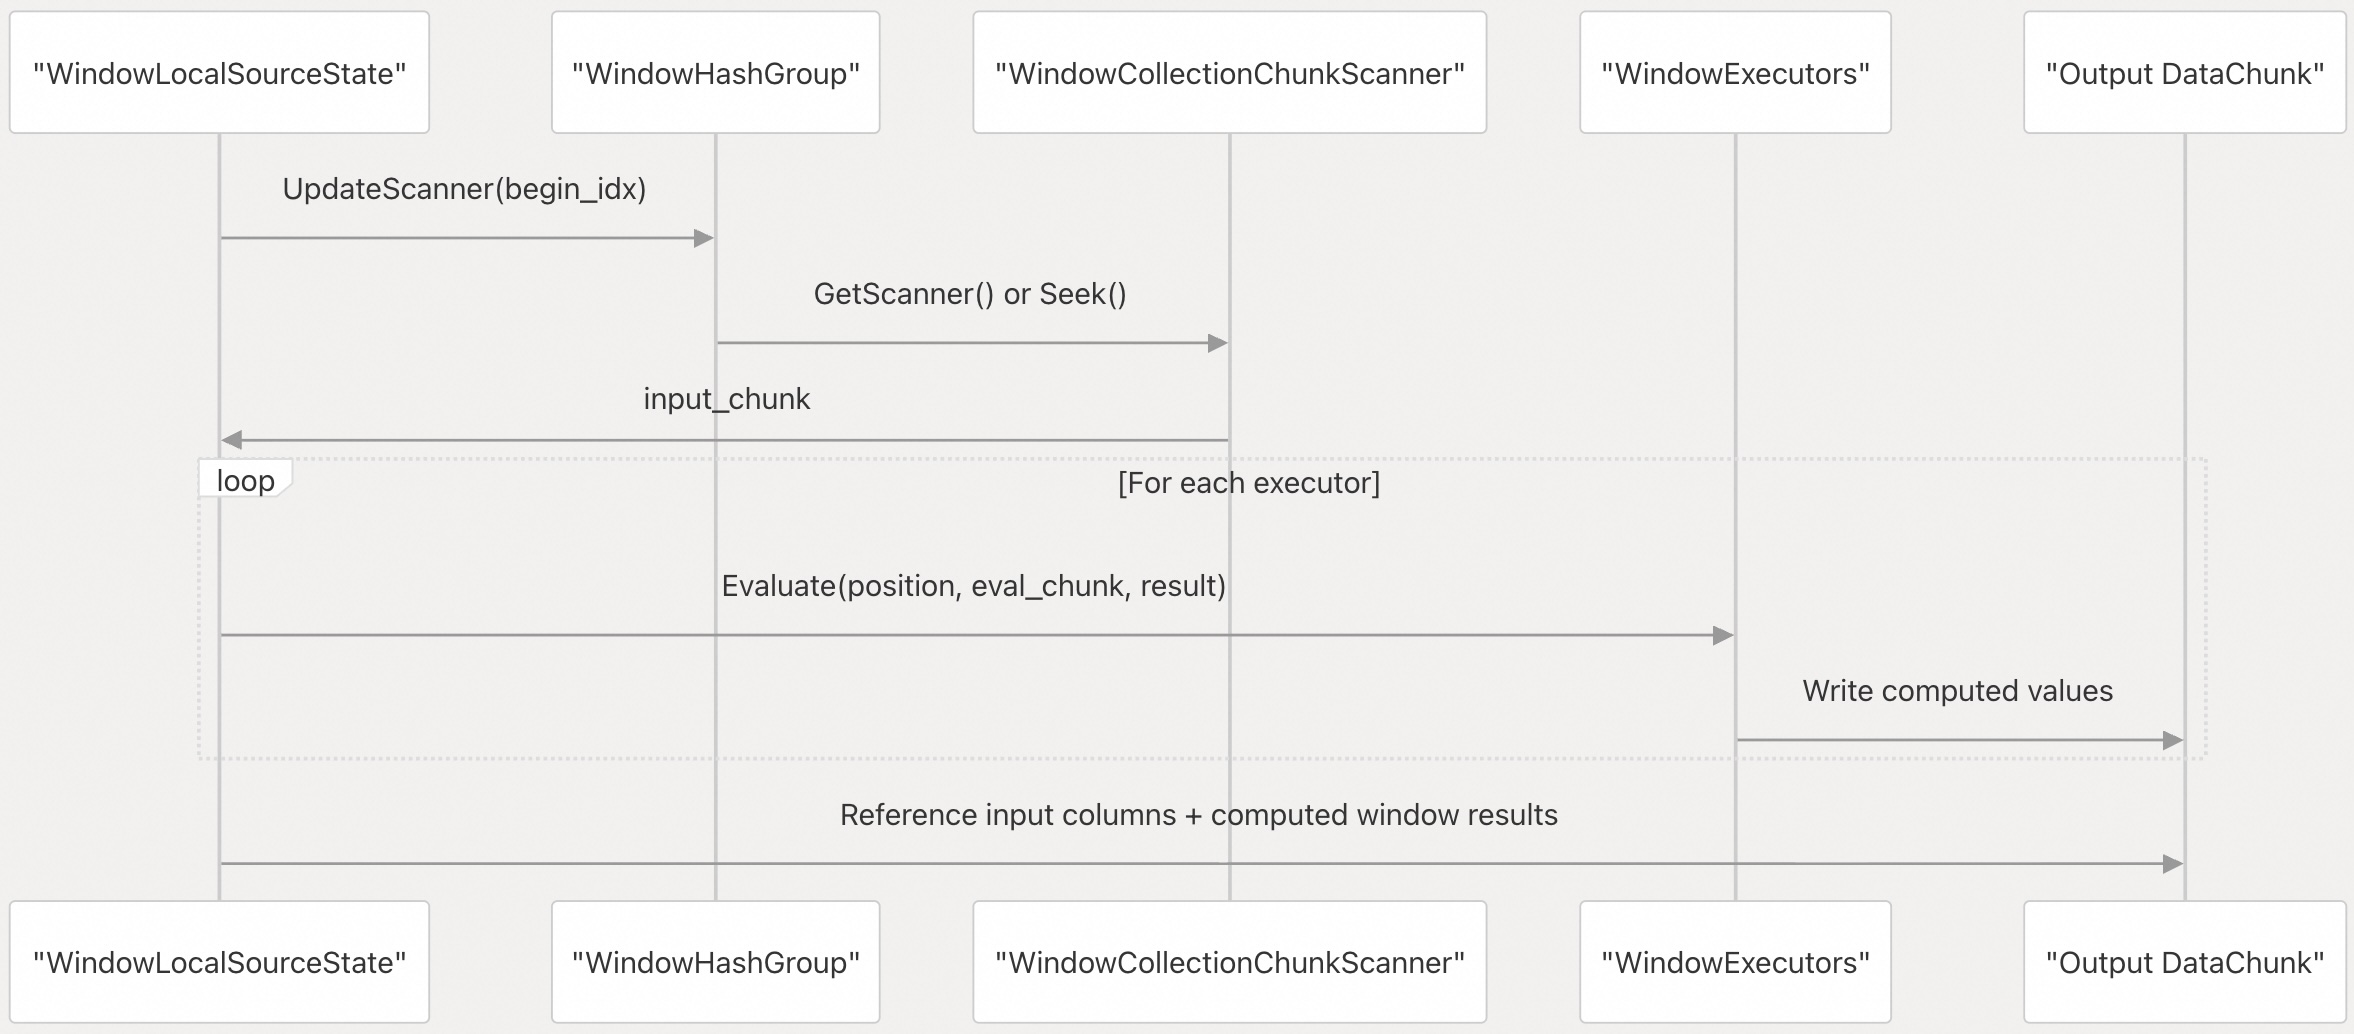 "WindowLocalSourceState"
"WindowHashGroup"
"WindowCollectionChunkScanner"
"WindowExecutors"
"Output DataChunk"
UpdateScanner(begin_idx)
GetScanner() or Seek()
input_chunk
loop
[For each executor]
Evaluate(position, eval_chunk, result)
Write computed values
Reference input columns + computed window results
"WindowLocalSourceState"
"WindowHashGroup"
"WindowCollectionChunkScanner"
"WindowExecutors"
"Output DataChunk"